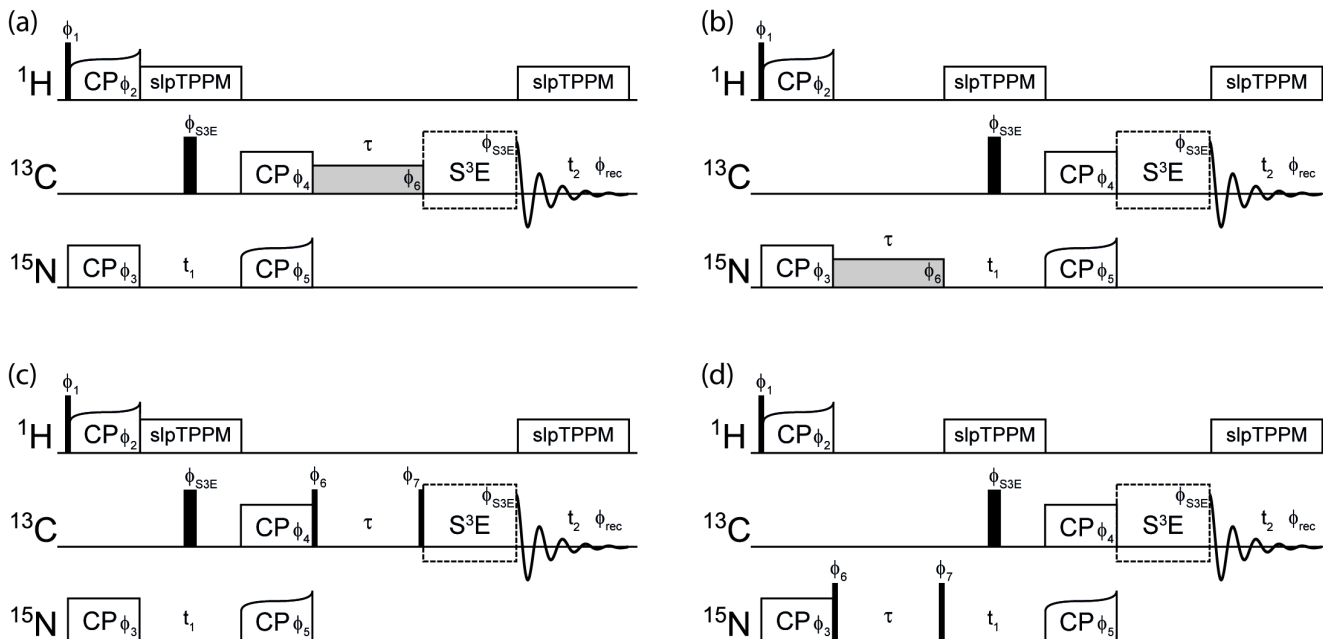 (a)
ϕ1
1H CPϕ2 slpTPPM slpTPPM
ϕS3E τ ϕS3E
13C CPϕ4 ϕ6 S3E t2 ϕrec
15N CPϕ3 t1 CPϕ5
(b)
ϕ1
1H CPϕ2 slpTPPM slpTPPM
ϕS3E ϕS3E
13C CPϕ4 S3E t2 ϕrec
τ
15N CPϕ3 ϕ6 t1 CPϕ5
(c)
ϕ1
1H CPϕ2 slpTPPM slpTPPM
ϕS3E ϕ6 ϕ7 ϕS3E
13C CPϕ4 τ S3E t2 ϕrec
15N CPϕ3 t1 CPϕ5
(d)
ϕ1
1H CPϕ2 slpTPPM slpTPPM
ϕS3E ϕS3E
13C CPϕ4 S3E t2 ϕrec
ϕ6 ϕ7
15N CPϕ3 τ t1 CPϕ5